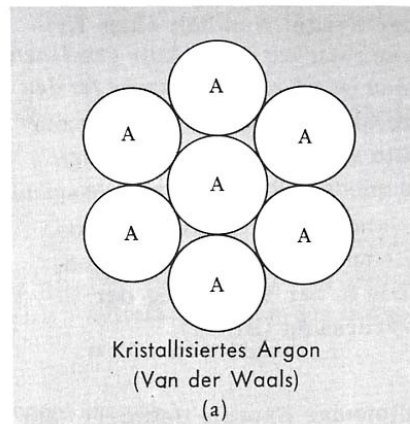 A
A A
A
A A
A
Kristallisiertes Argon
(Van der Waals)
(a)